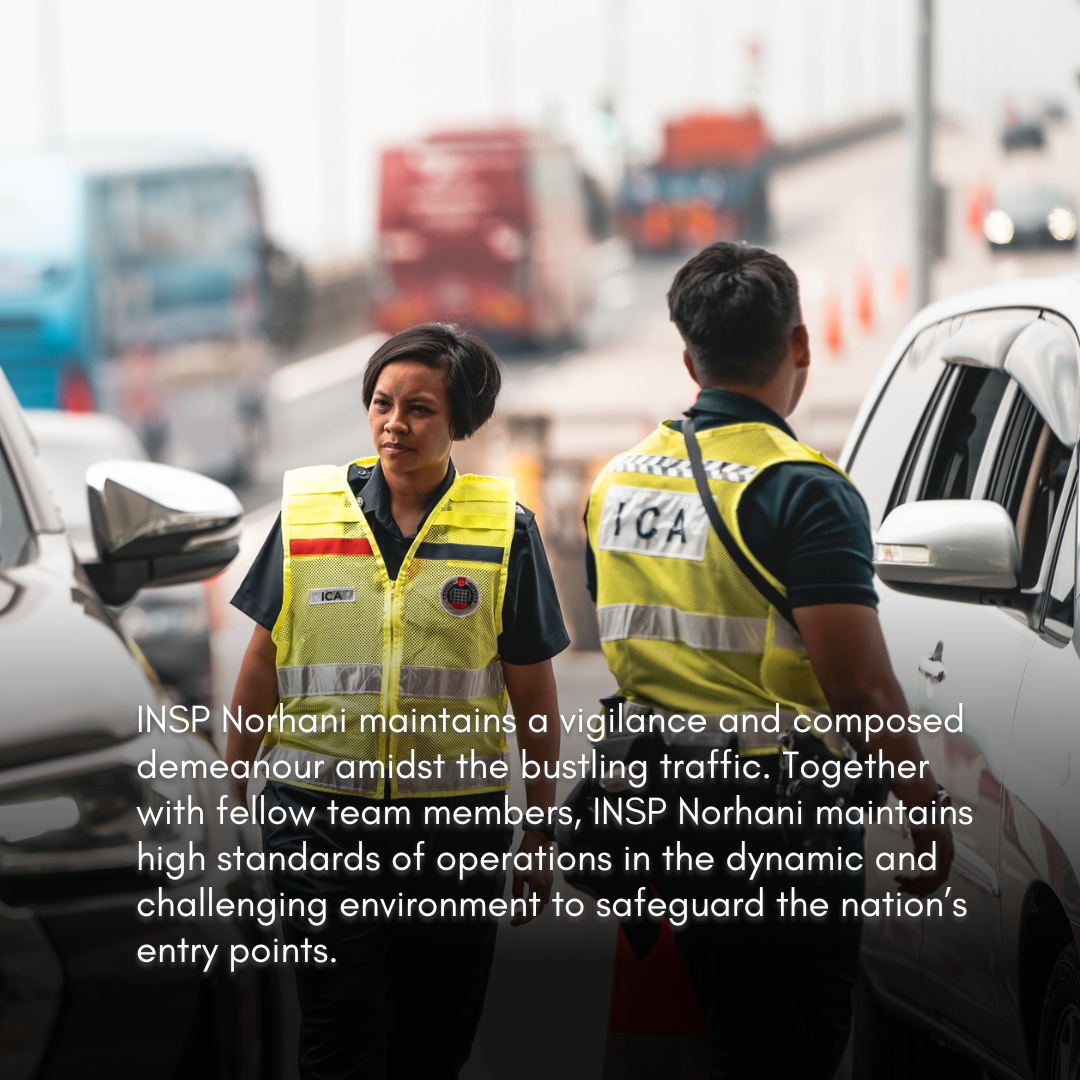 ICA
ICA
INSP Norhani maintains a vigilance and composed
demeanour amidst the bustling traffic. Together
with fellow team members, INSP Norhani maintains
high standards of operations in the dynamic and
challenging environment to safeguard the nation’s
entry points.